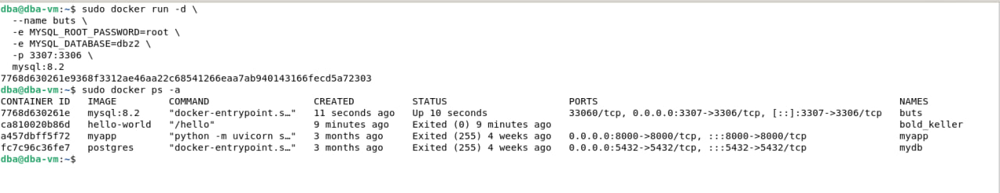 dba@dba-vm:~$ sudo docker run -d \
  --name buts \
  -e MYSQL_ROOT_PASSWORD=root \
  -e MYSQL_DATABASE=dbz2 \
  -p 3307:3306 \
  mysql:8.2
7768d630261e9368f3312ae46aa22c68541266eaa7ab940143166fecd5a72303
dba@dba-vm:~$ sudo docker ps -a
CONTAINER ID   IMAGE         COMMAND                  CREATED          STATUS                     PORTS                                                    NAMES
7768d630261e   mysql:8.2     "docker-entrypoint.s…"   11 seconds ago   Up 10 seconds              33060/tcp, 0.0.0.0:3307->3306/tcp, [::]:3307->3306/tcp   buts
ca810020b86d   hello-world   "/hello"                 9 minutes ago    Exited (0) 9 minutes ago                                                            bold_keller
a457dbff5f72   myapp         "python -m uvicorn s…"   3 months ago     Exited (255) 4 weeks ago   0.0.0.0:8000->8000/tcp, :::8000->8000/tcp                myapp
fc7c96c36fe7   postgres      "docker-entrypoint.s…"   3 months ago     Exited (255) 4 weeks ago   0.0.0.0:5432->5432/tcp, :::5432->5432/tcp                mydb
dba@dba-vm:~$